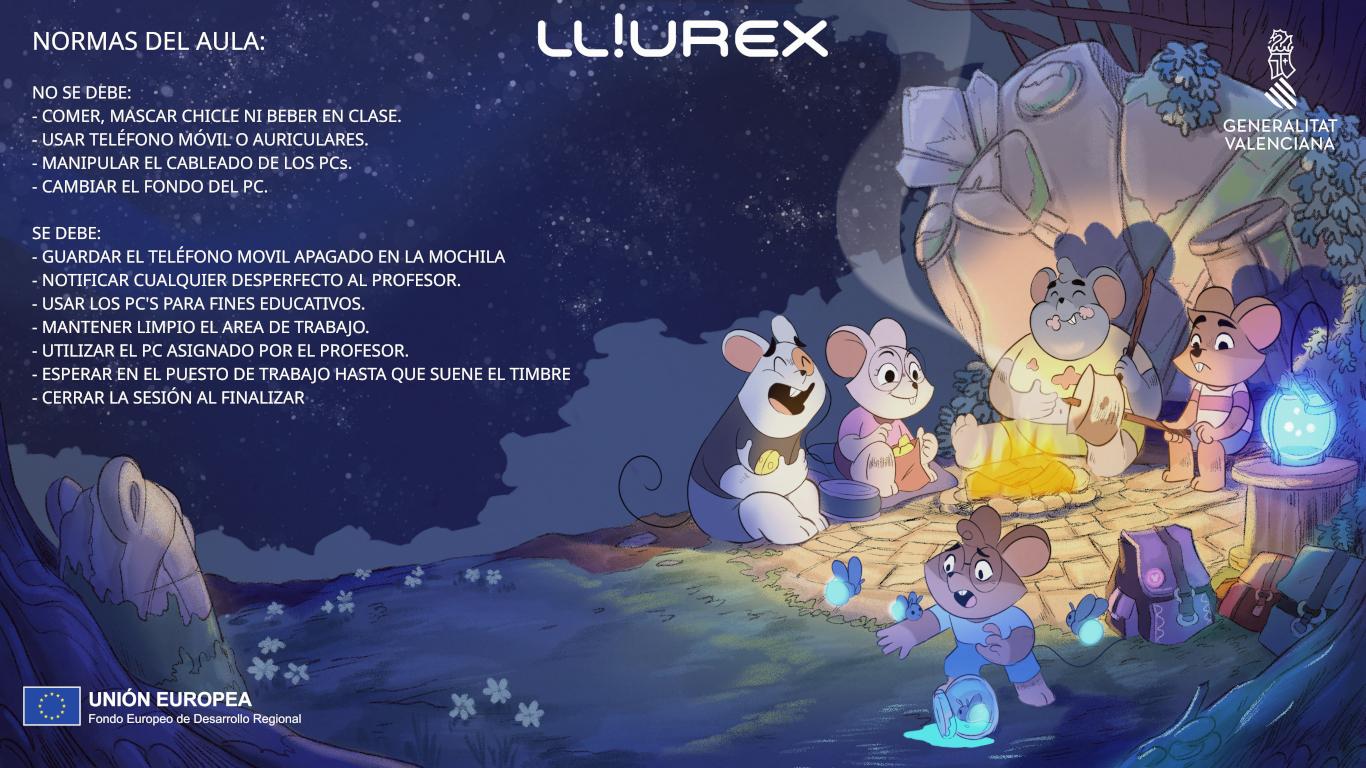 LL!UREX
NORMAS DEL AULA:
NO SE DEBE:
- COMER, MASCAR CHICLE NI BEBER EN CLASE.
- USAR TELÉFONO MÓVIL O AURICULARES.
- MANIPULAR EL CABLEADO DE LOS PCs.
- CAMBIAR EL FONDO DEL PC.
SE DEBE:
- GUARDAR EL TELÉFONO MOVIL APAGADO EN LA MOCHILA
- NOTIFICAR CUALQUIER DESPERFECTO AL PROFESOR.
- USAR LOS PC'S PARA FINES EDUCATIVOS.
- MANTENER LIMPIO EL AREA DE TRABAJO.
- UTILIZAR EL PC ASIGNADO POR EL PROFESOR.
- ESPERAR EN EL PUESTO DE TRABAJO HASTA QUE SUENE EL TIMBRE
- CERRAR LA SESIÓN AL FINALIZAR
GENERALITAT
VALENCIANA
UNIÓN EUROPEA
Fondo Europeo de Desarrollo Regional